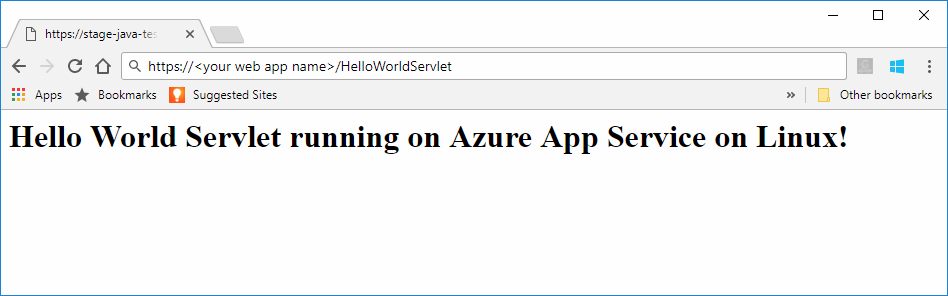 https://stage-java-tes
https://<your web app name>/HelloWorldServlet
Apps Bookmarks Suggested Sites » Other bookmarks
Hello World Servlet running on Azure App Service on Linux!